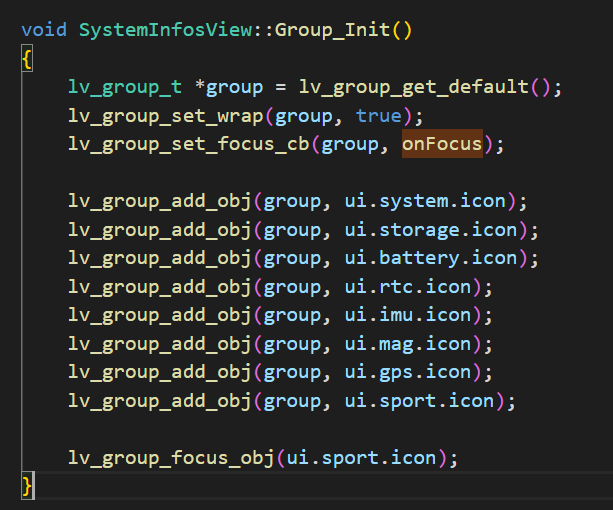 void SystemInfosView::Group_Init()
{
    lv_group_t *group = lv_group_get_default();
    lv_group_set_wrap(group, true);
    lv_group_set_focus_cb(group, onFocus);

    lv_group_add_obj(group, ui.system.icon);
    lv_group_add_obj(group, ui.storage.icon);
    lv_group_add_obj(group, ui.battery.icon);
    lv_group_add_obj(group, ui.rtc.icon);
    lv_group_add_obj(group, ui.imu.icon);
    lv_group_add_obj(group, ui.mag.icon);
    lv_group_add_obj(group, ui.gps.icon);
    lv_group_add_obj(group, ui.sport.icon);

    lv_group_focus_obj(ui.sport.icon);
}